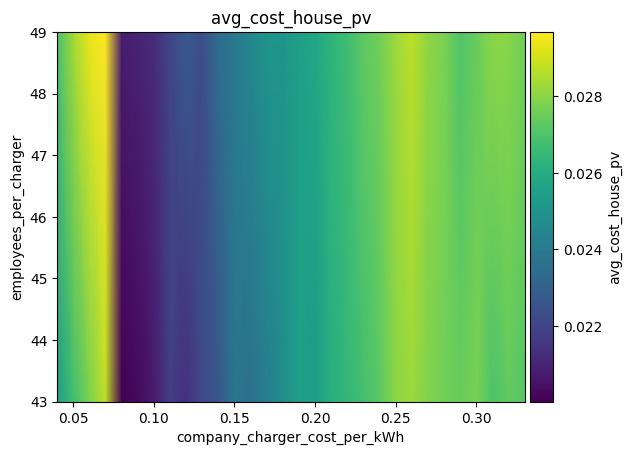 avg_cost_house_pv
49
48
47
46
45
44
43
employees_per_charger
0.05 0.10 0.15 0.20 0.25 0.30
company_charger_cost_per_kWh
0.028
0.026
0.024
0.022
avg_cost_house_pv